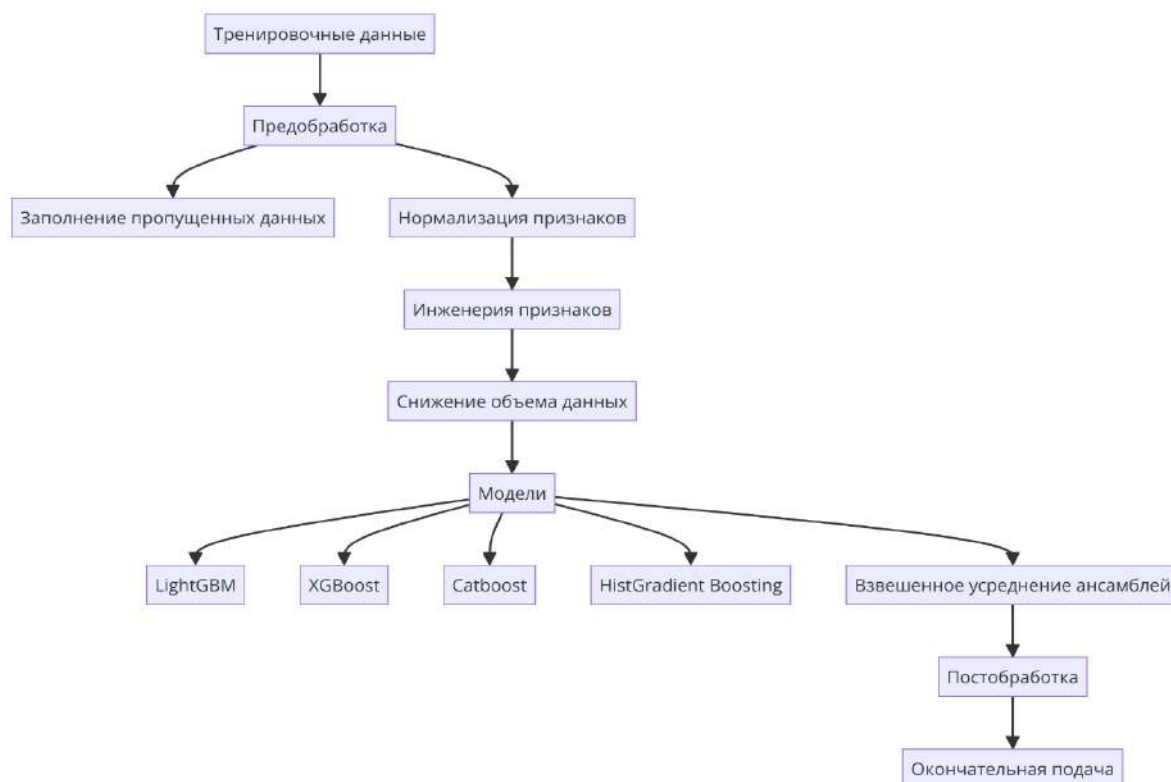 Тренировочные данные
Предобработка
Заполнение пропущенных данных
Нормализация признаков
Инженерия признаков
Снижение объема данных
Модели
LightGBM
XGBoost
Catboost
HistGradient Boosting
Взвешенное усреднение ансамблей
Постобработка
Окончательная подача